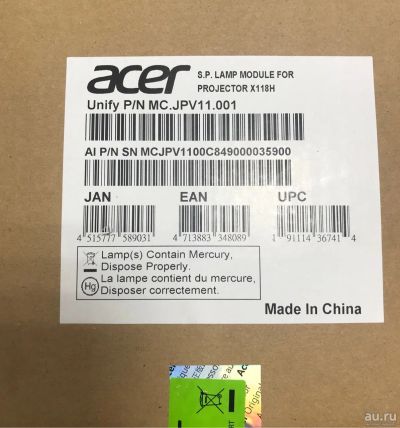 acer
S.P. LAMP MODULE FOR
PROJECTOR X118H
Unify P/N MC.JPV11.001
AI P/N SN MCJPV1100C849000035900
JAN EAN UPC
4 515777 589031 4 713883 348089 1 91114 36741 4
Lamp(s) Contain Mercury,
Dispose Properly.
Hg
La lampe contient du mercure,
Disposer correctement.
Made In China
Original
au.ru